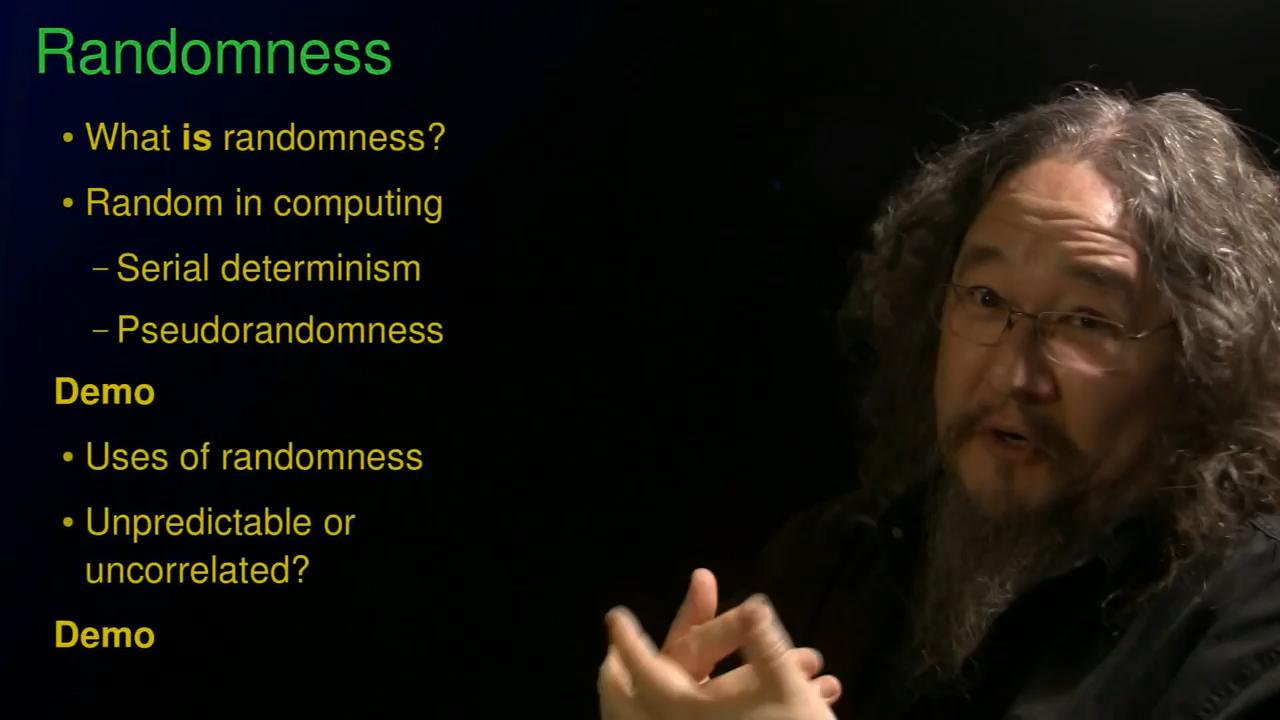 Randomness
• What is randomness?
• Random in computing
– Serial determinism
– Pseudorandomness
Demo
• Uses of randomness
• Unpredictable or
uncorrelated?
Demo